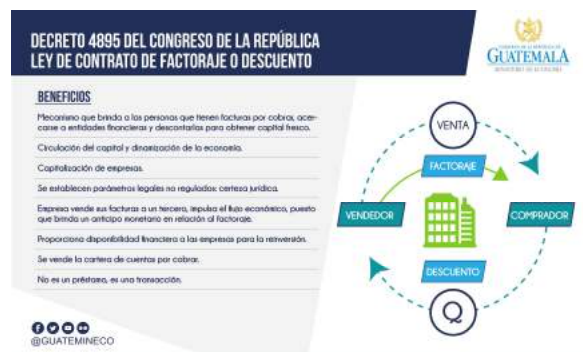 DECRETO 4895 DEL CONGRESO DE LA REPÚBLICA
LEY DE CONTRATO DE FACTORAJE O DESCUENTO
GUATEMALA
MINISTERIO DE ECONOMÍA
BENEFICIOS
Mecanismo que brinda a las personas que tienen facturas por cobrar, acer-
carse a entidades financieras y descontarlas para obtener capital fresco.
Circulación del capital y dinamización de la economía.
Capitalización de empresas.
Se establecen parámetros legales no regulados: certeza jurídica.
Empresa vende sus facturas a un tercero, impulsa el flujo económico, puesto
que brinda un anticipo monetario en relación al factoraje.
Proporciona disponibilidad financiera a las empresas para la reinversión.
Se vende la cartera de cuentas por cobrar.
No es un préstamo, es una transacción.
VENTA
FACTORAJE
VENDEDOR
COMPRADOR
DESCUENTO
Q
@GUATEMINECO